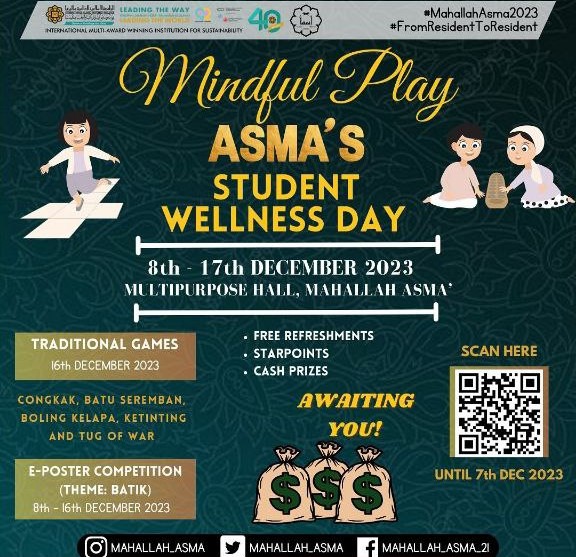 LEADING THE WAY
LEADING THE WORLD
INTERNATIONAL MULTI-AWARD WINNING INSTITUTION FOR SUSTAINABILITY
#MahallahAsma2023
#FromResidentToResident
Mindful Play
ASMA'S
STUDENT
WELLNESS DAY
8th - 17th DECEMBER 2023
MULTIPURPOSE HALL, MAHALLAH ASMA'
TRADITIONAL GAMES
16th DECEMBER 2023
CONGKAK, BATU SEREMBAN,
BOLING KELAPA, KETINTING
AND TUG OF WAR
E-POSTER COMPETITION
(THEME: BATIK)
8th - 16th DECEMBER 2023
• FREE REFRESHMENTS
• STARPOINTS
• CASH PRIZES
AWAITING
YOU!
$ $ $
SCAN HERE
UNTIL 7th DEC 2023
MAHALLAH_ASMA MAHALLAH_ASMA MAHALLAH_ASMA_21